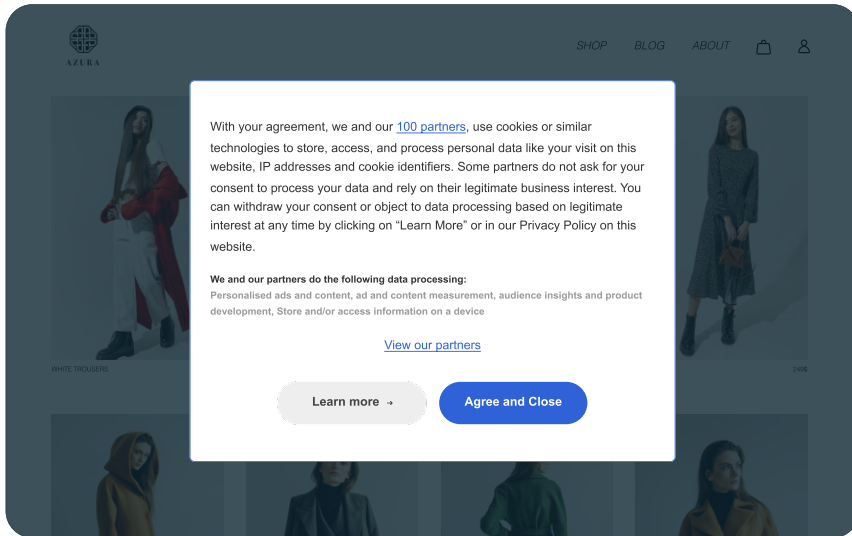 AZURA
SHOP BLOG ABOUT
With your agreement, we and our 100 partners, use cookies or similar
technologies to store, access, and process personal data like your visit on this
website, IP addresses and cookie identifiers. Some partners do not ask for your
consent to process your data and rely on their legitimate business interest. You
can withdraw your consent or object to data processing based on legitimate
interest at any time by clicking on “Learn More” or in our Privacy Policy on this
website.
We and our partners do the following data processing:
Personalised ads and content, ad and content measurement, audience insights and product
development, Store and/or access information on a device
View our partners
WHITE TROUSERS 249$
Learn more → Agree and Close